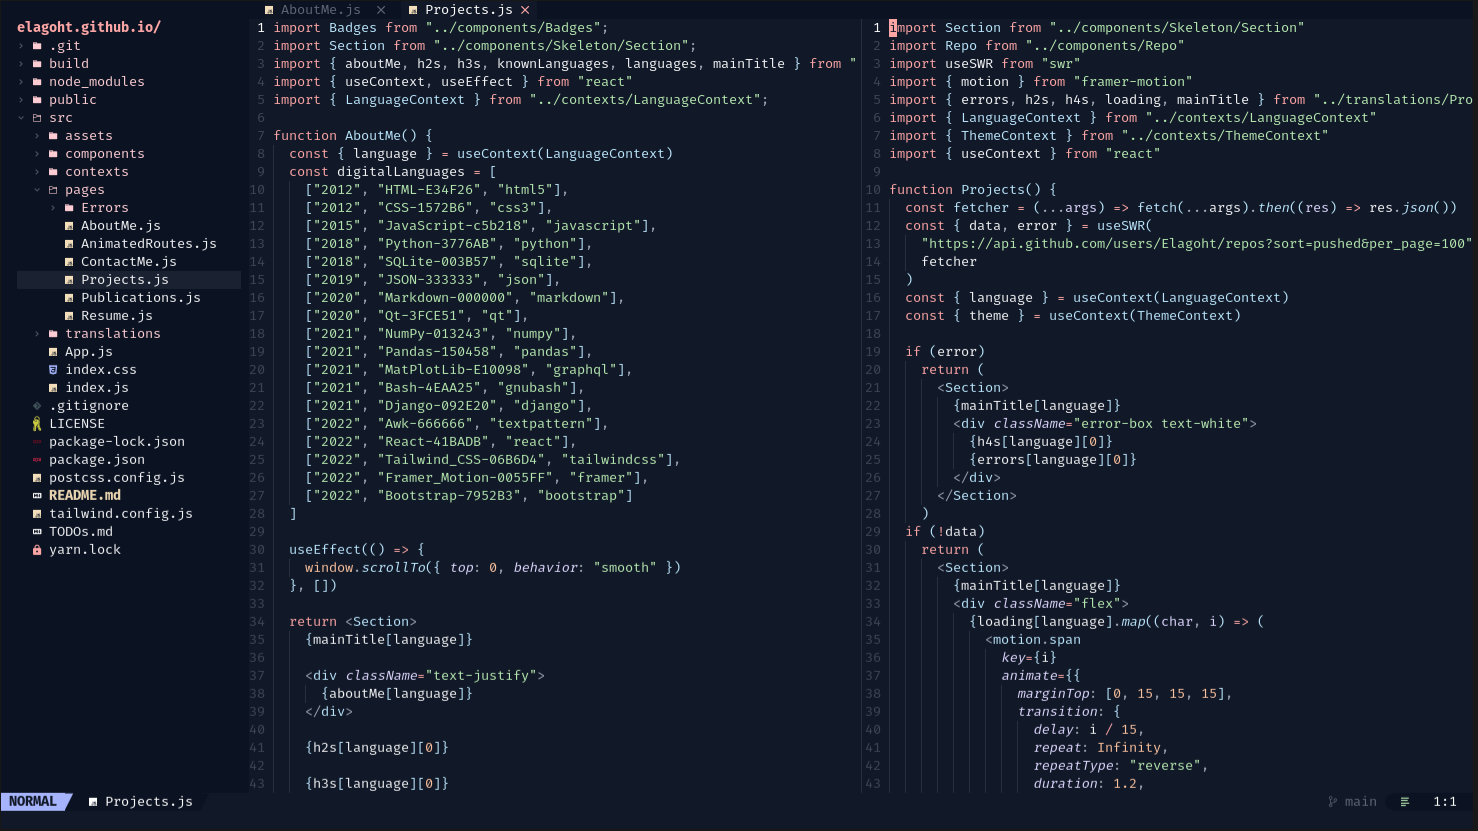 AboutMe.js ✕ Projects.js ✕
elagoht.github.io/
.git
build
node_modules
public
src
assets
components
contexts
pages
Errors
AboutMe.js
AnimatedRoutes.js
ContactMe.js
Projects.js
Publications.js
Resume.js
translations
App.js
index.css
index.js
.gitignore
LICENSE
package-lock.json
package.json
postcss.config.js
README.md
tailwind.config.js
TODOs.md
yarn.lock
1 import Badges from "../components/Badges";
2 import Section from "../components/Skeleton/Section";
3 import { aboutMe, h2s, h3s, knownLanguages, languages, mainTitle } from "
4 import { useContext, useEffect } from "react"
5 import { LanguageContext } from "../contexts/LanguageContext";
6
7 function AboutMe() {
8 const { language } = useContext(LanguageContext)
9 const digitalLanguages = [
10 ["2012", "HTML-E34F26", "html5"],
11 ["2012", "CSS-1572B6", "css3"],
12 ["2015", "JavaScript-c5b218", "javascript"],
13 ["2018", "Python-3776AB", "python"],
14 ["2018", "SQLite-003B57", "sqlite"],
15 ["2019", "JSON-333333", "json"],
16 ["2020", "Markdown-000000", "markdown"],
17 ["2020", "Qt-3FCE51", "qt"],
18 ["2021", "NumPy-013243", "numpy"],
19 ["2021", "Pandas-150458", "pandas"],
20 ["2021", "MatPlotLib-E10098", "graphql"],
21 ["2021", "Bash-4EAA25", "gnubash"],
22 ["2021", "Django-092E20", "django"],
23 ["2022", "Awk-666666", "textpattern"],
24 ["2022", "React-41BADB", "react"],
25 ["2022", "Tailwind_CSS-06B6D4", "tailwindcss"],
26 ["2022", "Framer_Motion-0055FF", "framer"],
27 ["2022", "Bootstrap-7952B3", "bootstrap"]
28 ]
29
30 useEffect(() => {
31 window.scrollTo({ top: 0, behavior: "smooth" })
32 }, [])
33
34 return <Section>
35 {mainTitle[language]}
36
37 <div className="text-justify">
38 {aboutMe[language]}
39 </div>
40
41 {h2s[language][0]}
42
43 {h3s[language][0]}
1 import Section from "../components/Skeleton/Section"
2 import Repo from "../components/Repo"
3 import useSWR from "swr"
4 import { motion } from "framer-motion"
5 import { errors, h2s, h4s, loading, mainTitle } from "../translations/Pro
6 import { LanguageContext } from "../contexts/LanguageContext"
7 import { ThemeContext } from "../contexts/ThemeContext"
8 import { useContext } from "react"
9
10 function Projects() {
11 const fetcher = (...args) => fetch(...args).then((res) => res.json())
12 const { data, error } = useSWR(
13 "https://api.github.com/users/Elagoht/repos?sort=pushed&per_page=100"
14 fetcher
15 )
16 const { language } = useContext(LanguageContext)
17 const { theme } = useContext(ThemeContext)
18
19 if (error)
20 return (
21 <Section>
22 {mainTitle[language]}
23 <div className="error-box text-white">
24 {h4s[language][0]}
25 {errors[language][0]}
26 </div>
27 </Section>
28 )
29 if (!data)
30 return (
31 <Section>
32 {mainTitle[language]}
33 <div className="flex">
34 {loading[language].map((char, i) => (
35 <motion.span
36 key={i}
37 animate={{
38 marginTop: [0, 15, 15, 15],
39 transition: {
40 delay: i / 15,
41 repeat: Infinity,
42 repeatType: "reverse",
43 duration: 1.2,
NORMAL Projects.js main 1:1